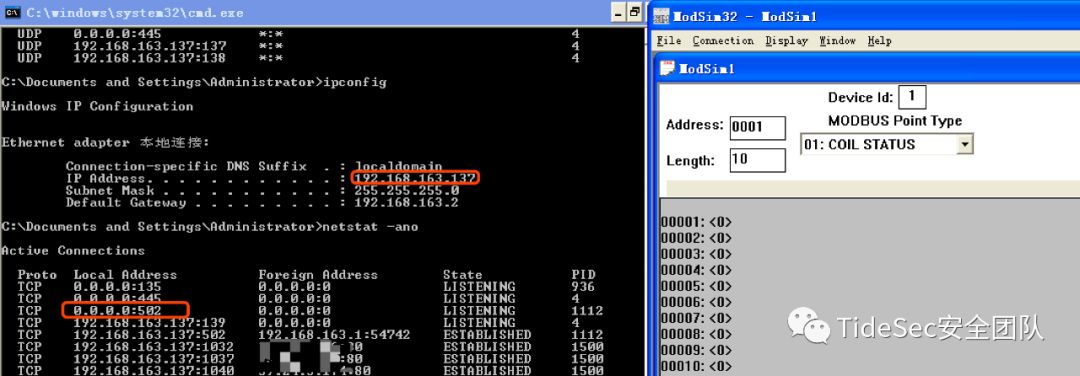 C:\windows\system32\cmd.exe
UDP 0.0.0.0:445 *:* 4
UDP 192.168.163.137:137 *:* 4
UDP 192.168.163.137:138 *:* 4
C:\Documents and Settings\Administrator>ipconfig
Windows IP Configuration
Ethernet adapter 本地连接:
Connection-specific DNS Suffix . : localdomain
IP Address. . . . . . . . . . . . : 192.168.163.137
Subnet Mask . . . . . . . . . . . : 255.255.255.0
Default Gateway . . . . . . . . . : 192.168.163.2
C:\Documents and Settings\Administrator>netstat -ano
Active Connections
Proto Local Address Foreign Address State PID
TCP 0.0.0.0:135 0.0.0.0:0 LISTENING 936
TCP 0.0.0.0:445 0.0.0.0:0 LISTENING 4
TCP 0.0.0.0:502 0.0.0.0:0 LISTENING 1112
TCP 192.168.163.137:139 0.0.0.0:0 LISTENING 4
TCP 192.168.163.137:502 192.168.163.1:54742 ESTABLISHED 1112
TCP 192.168.163.137:1032 :80 ESTABLISHED 1500
TCP 192.168.163.137:1037 :80 ESTABLISHED 1500
TCP 192.168.163.137:1040 :80 ESTABLISHED 1500
ModSim32 - ModSim1
File Connection Display Window Help
ModSim1
Device Id: 1
Address: 0001
MODBUS Point Type
Length: 10
01: COIL STATUS
00001: <0>
00002: <0>
00003: <0>
00004: <0>
00005: <0>
00006: <0>
00007: <0>
00008: <0>
00009: <0>
00010: <0>
TideSec安全团队